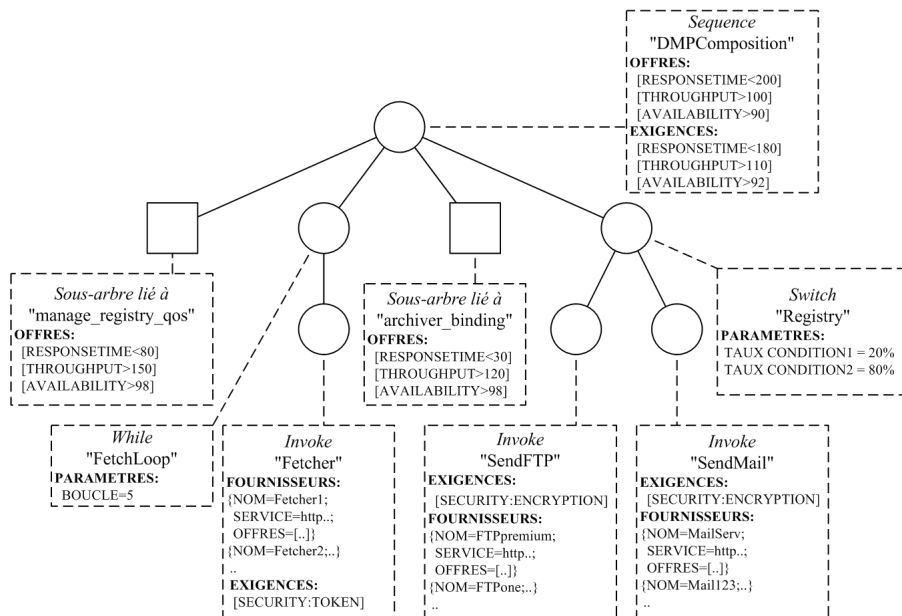 Sequence
"DMPComposition"
OFFRES:
[RESPONSETIME<200]
[THROUGHPUT>100]
[AVAILABILITY>90]
EXIGENCES:
[RESPONSETIME<180]
[THROUGHPUT>110]
[AVAILABILITY>92]
Sous-arbre lié à
"manage_registry_qos"
OFFRES:
[RESPONSETIME<80]
[THROUGHPUT>150]
[AVAILABILITY>98]
Sous-arbre lié à
"archiver_binding"
OFFRES:
[RESPONSETIME<30]
[THROUGHPUT>120]
[AVAILABILITY>98]
Switch
"Registry"
PARAMETRES:
TAUX CONDITION1 = 20%
TAUX CONDITION2 = 80%
While
"FetchLoop"
PARAMETRES:
BOUCLE=5
Invoke
"Fetcher"
FOURNISSEURS:
{NOM=Fetcher1;
SERVICE=http..;
OFFRES=[..]}
{NOM=Fetcher2;..}
..
EXIGENCES:
[SECURITY:TOKEN]
Invoke
"SendFTP"
EXIGENCES:
[SECURITY:ENCRYPTION]
FOURNISSEURS:
{NOM=FTPpremium;
SERVICE=http..;
OFFRES=[..]}
{NOM=FTPone;..}
..
Invoke
"SendMail"
EXIGENCES:
[SECURITY:ENCRYPTION]
FOURNISSEURS:
{NOM=MailServ;
SERVICE=http..;
OFFRES=[..]}
{NOM=Mail123;..}
..